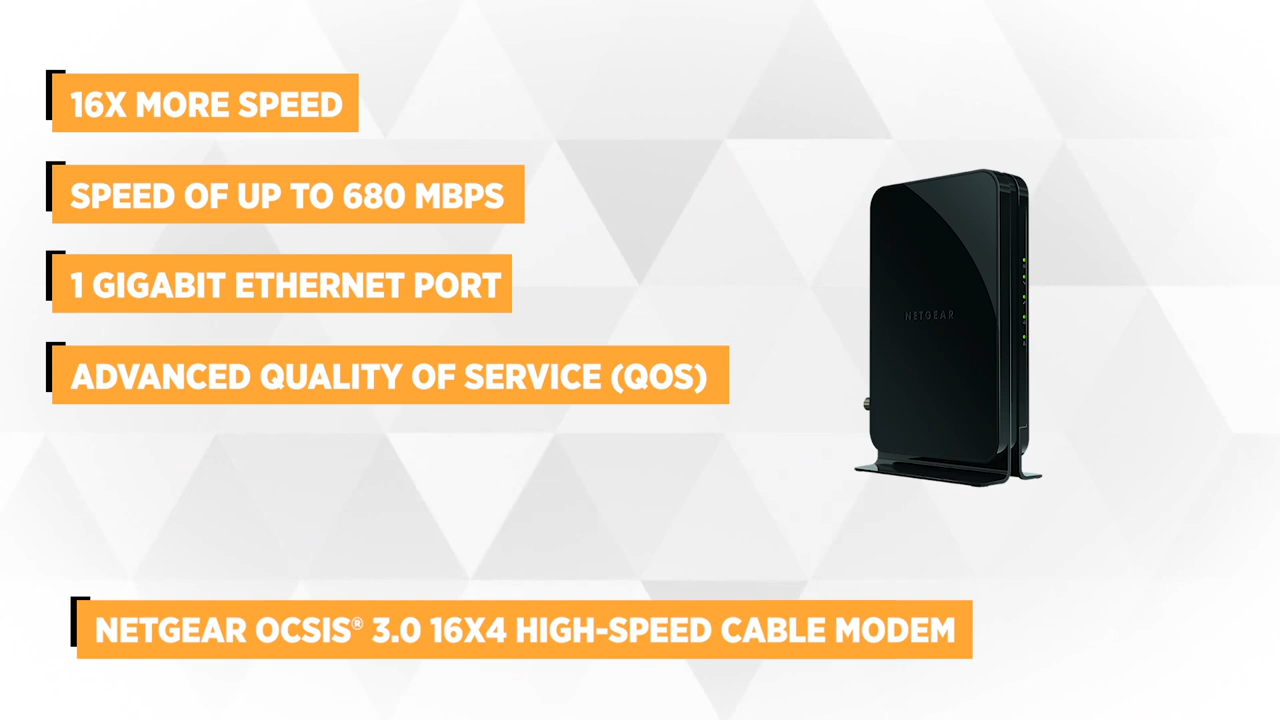 16X MORE SPEED
SPEED OF UP TO 680 MBPS
1 GIGABIT ETHERNET PORT
ADVANCED QUALITY OF SERVICE (QOS)
NETGEAR
NETGEAR OCSIS® 3.0 16X4 HIGH-SPEED CABLE MODEM